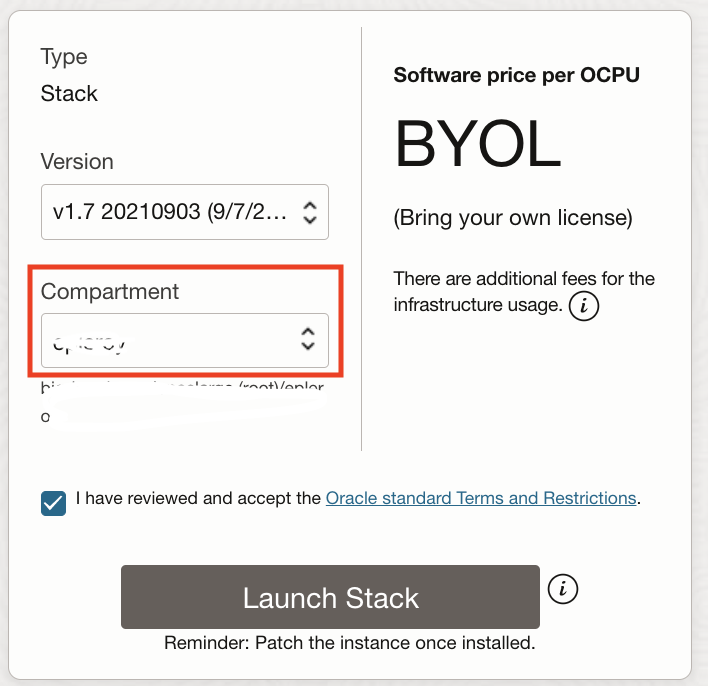 Type
Stack
Version
v1.7 20210903 (9/7/2...
Compartment
Software price per OCPU
BYOL
(Bring your own license)
There are additional fees for the
infrastructure usage. i
I have reviewed and accept the Oracle standard Terms and Restrictions.
Launch Stack i
Reminder: Patch the instance once installed.